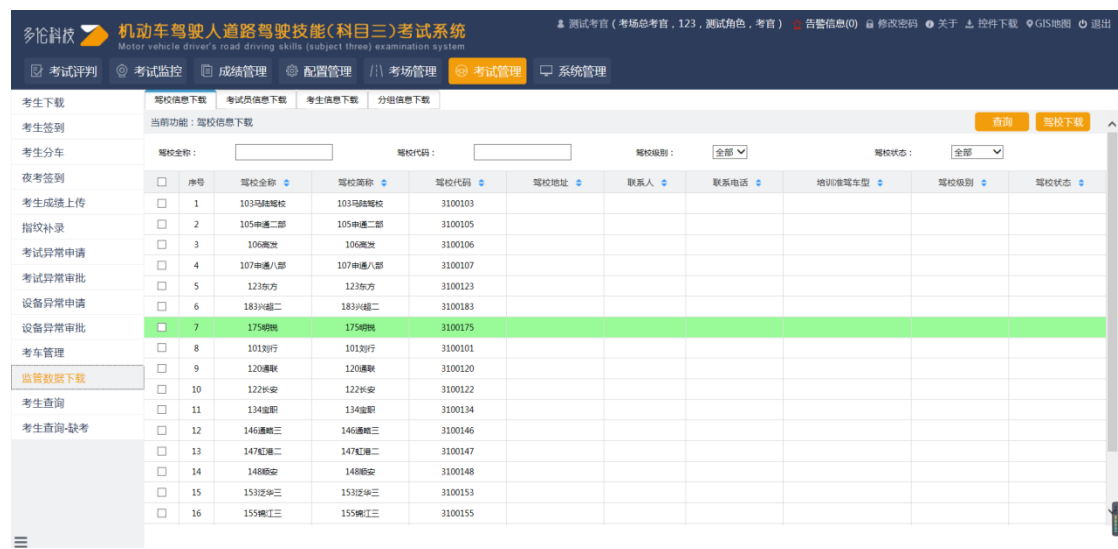 多伦科技 机动车驾驶人道路驾驶技能(科目三)考试系统
Motor vehicle driver's road driving skills (subject three) examination system
测试考官(考场总考官,123,测试角色,考官) 告警信息(0) 修改密码 关于 控件下载 GIS地图 退出
考试评判 考试监控 成绩管理 配置管理 考场管理 考试管理 系统管理
考生下载
考生签到
考生分车
夜考签到
考生成绩上传
指纹补录
考试异常申请
考试异常审批
设备异常申请
设备异常审批
考车管理
监管数据下载
考生查询
考生查询-缺考
驾校信息下载 考试员信息下载 考生信息下载 分组信息下载
当前功能:驾校信息下载 查询 驾校下载
驾校全称: 驾校代码: 驾校级别: 全部 驾校状态: 全部
序号 驾校全称 驾校简称 驾校代码 驾校地址 联系人 联系电话 培训准驾车型 驾校级别 驾校状态
1 103马陆驾校 103马陆驾校 3100103
2 105申通二部 105申通二部 3100105
3 106高发 106高发 3100106
4 107申通八部 107申通八部 3100107
5 123东方 123东方 3100123
6 183兴超二 183兴超二 3100183
7 175明锐 175明锐 3100175
8 101刘行 101刘行 3100101
9 120通联 120通联 3100120
10 122长安 122长安 3100122
11 134宝职 134宝职 3100134
12 146通略三 146通略三 3100146
13 147虹港二 147虹港二 3100147
14 148顺安 148顺安 3100148
15 153泛华三 153泛华三 3100153
16 155锦江三 155锦江三 3100155